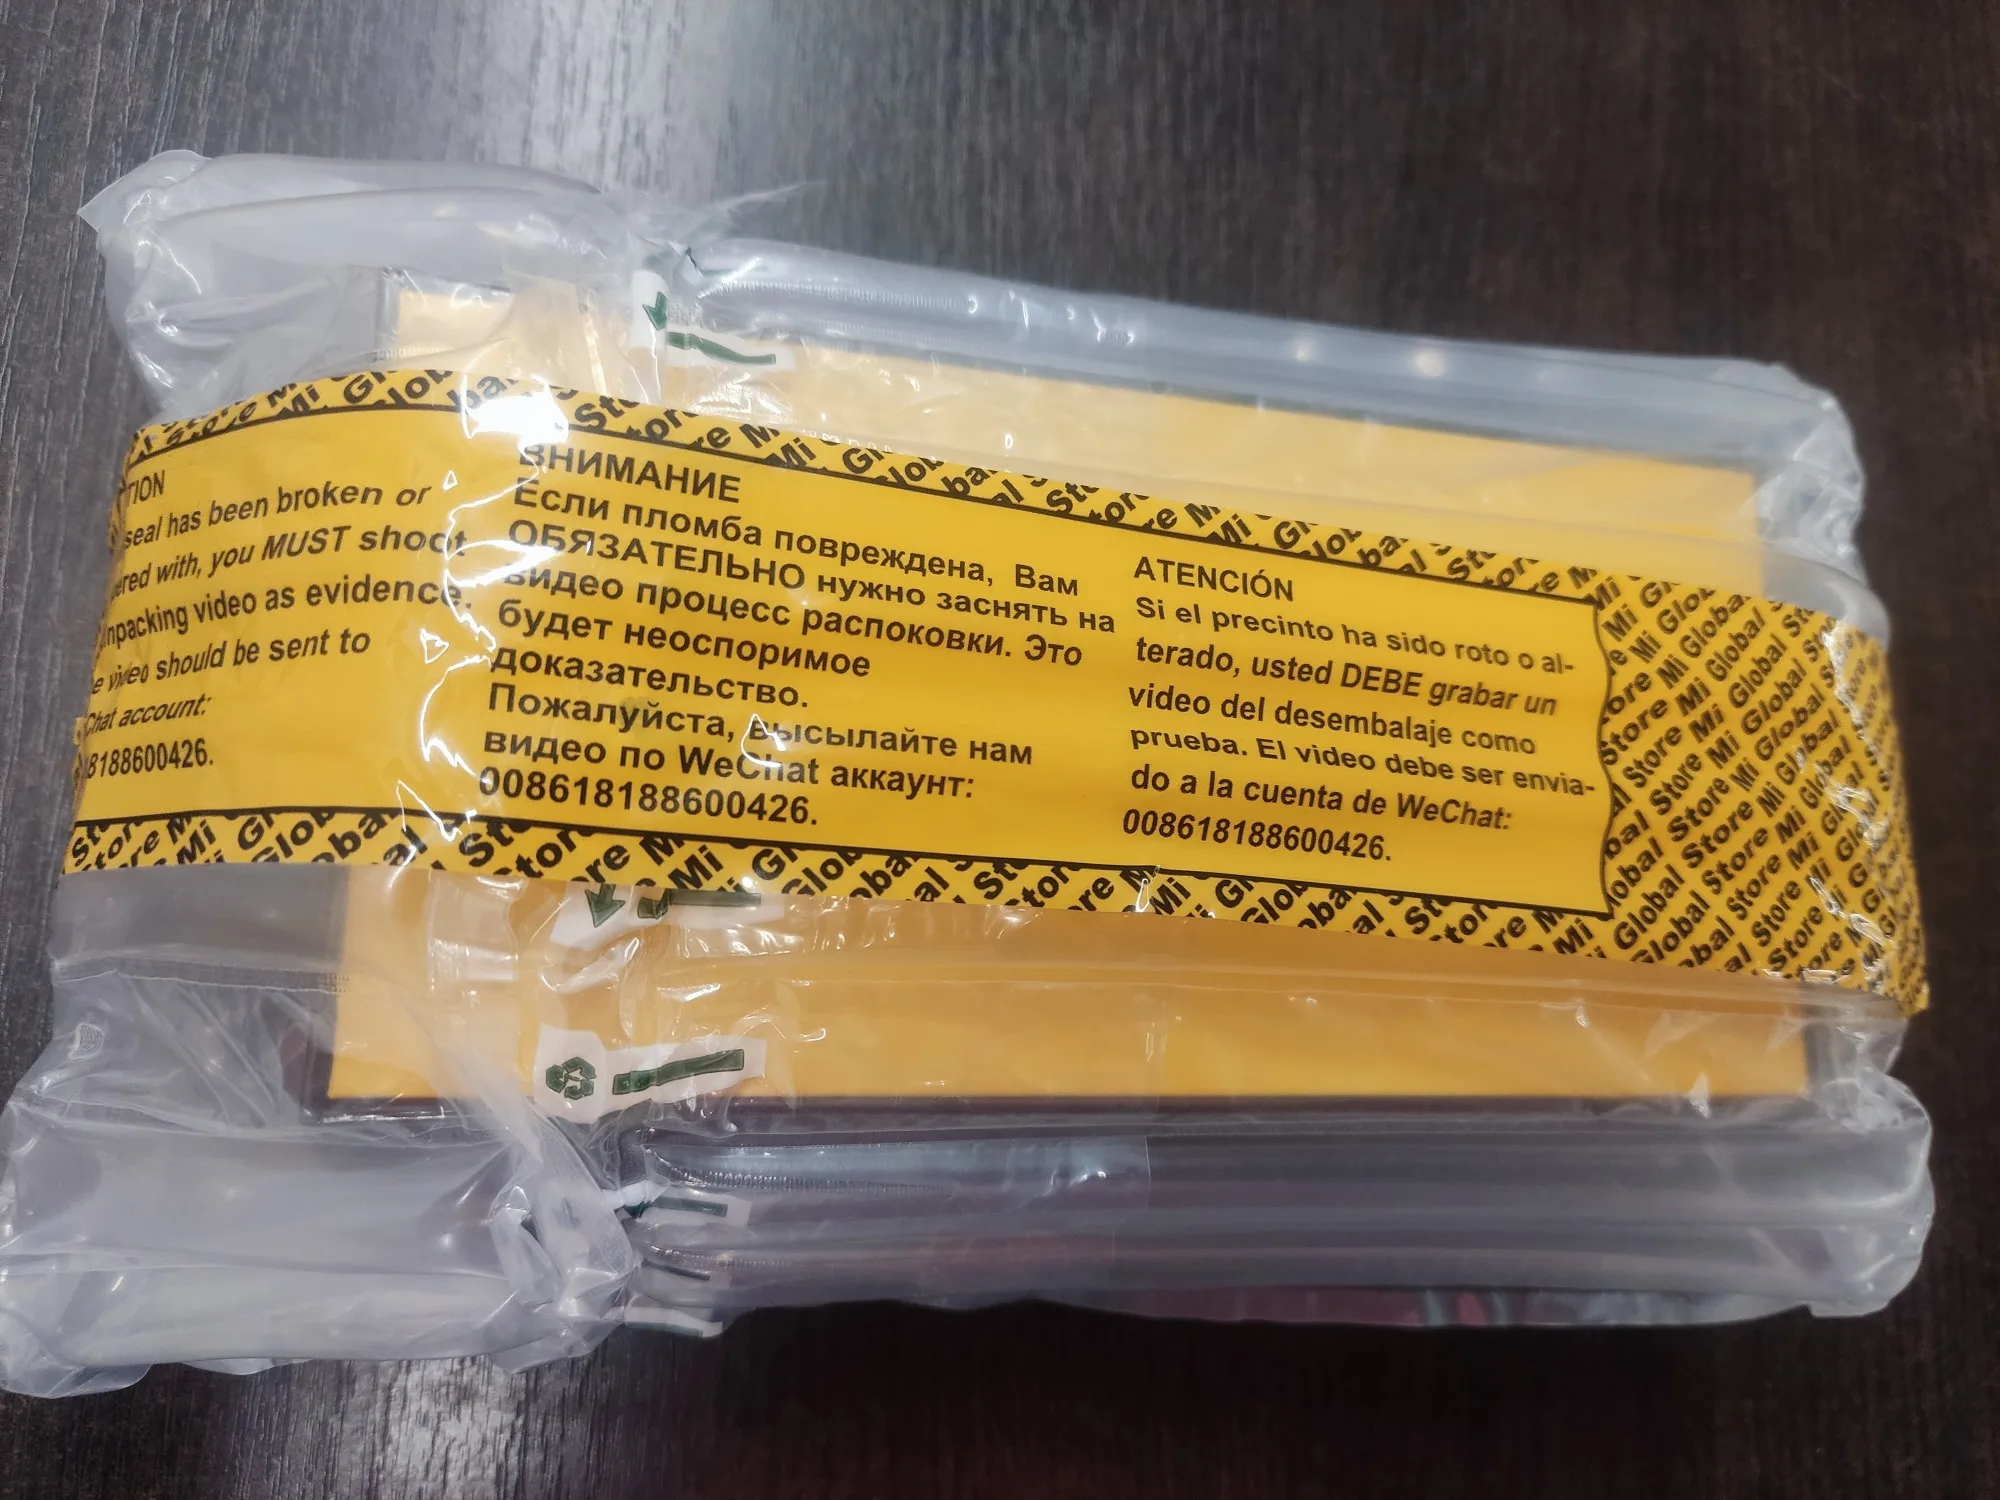 TION
seal has been broken or
ered with, you MUST shoot
npacking video as evidence.
e video should be sent to
Chat account:
8188600426.
ВНИМАНИЕ
Если пломба повреждена, Вам
ОБЯЗАТЕЛЬНО нужно заснять на
видео процесс распоковки. Это
будет неоспоримое
доказательство.
Пожалуйста, высылайте нам
видео по WeChat аккаунт:
008618188600426.
ATENCIÓN
Si el precinto ha sido roto o al-
terado, usted DEBE grabar un
video del desembalaje como
prueba. El video debe ser envia-
do a la cuenta de WeChat:
008618188600426.
Mi Global Store Mi Global Store